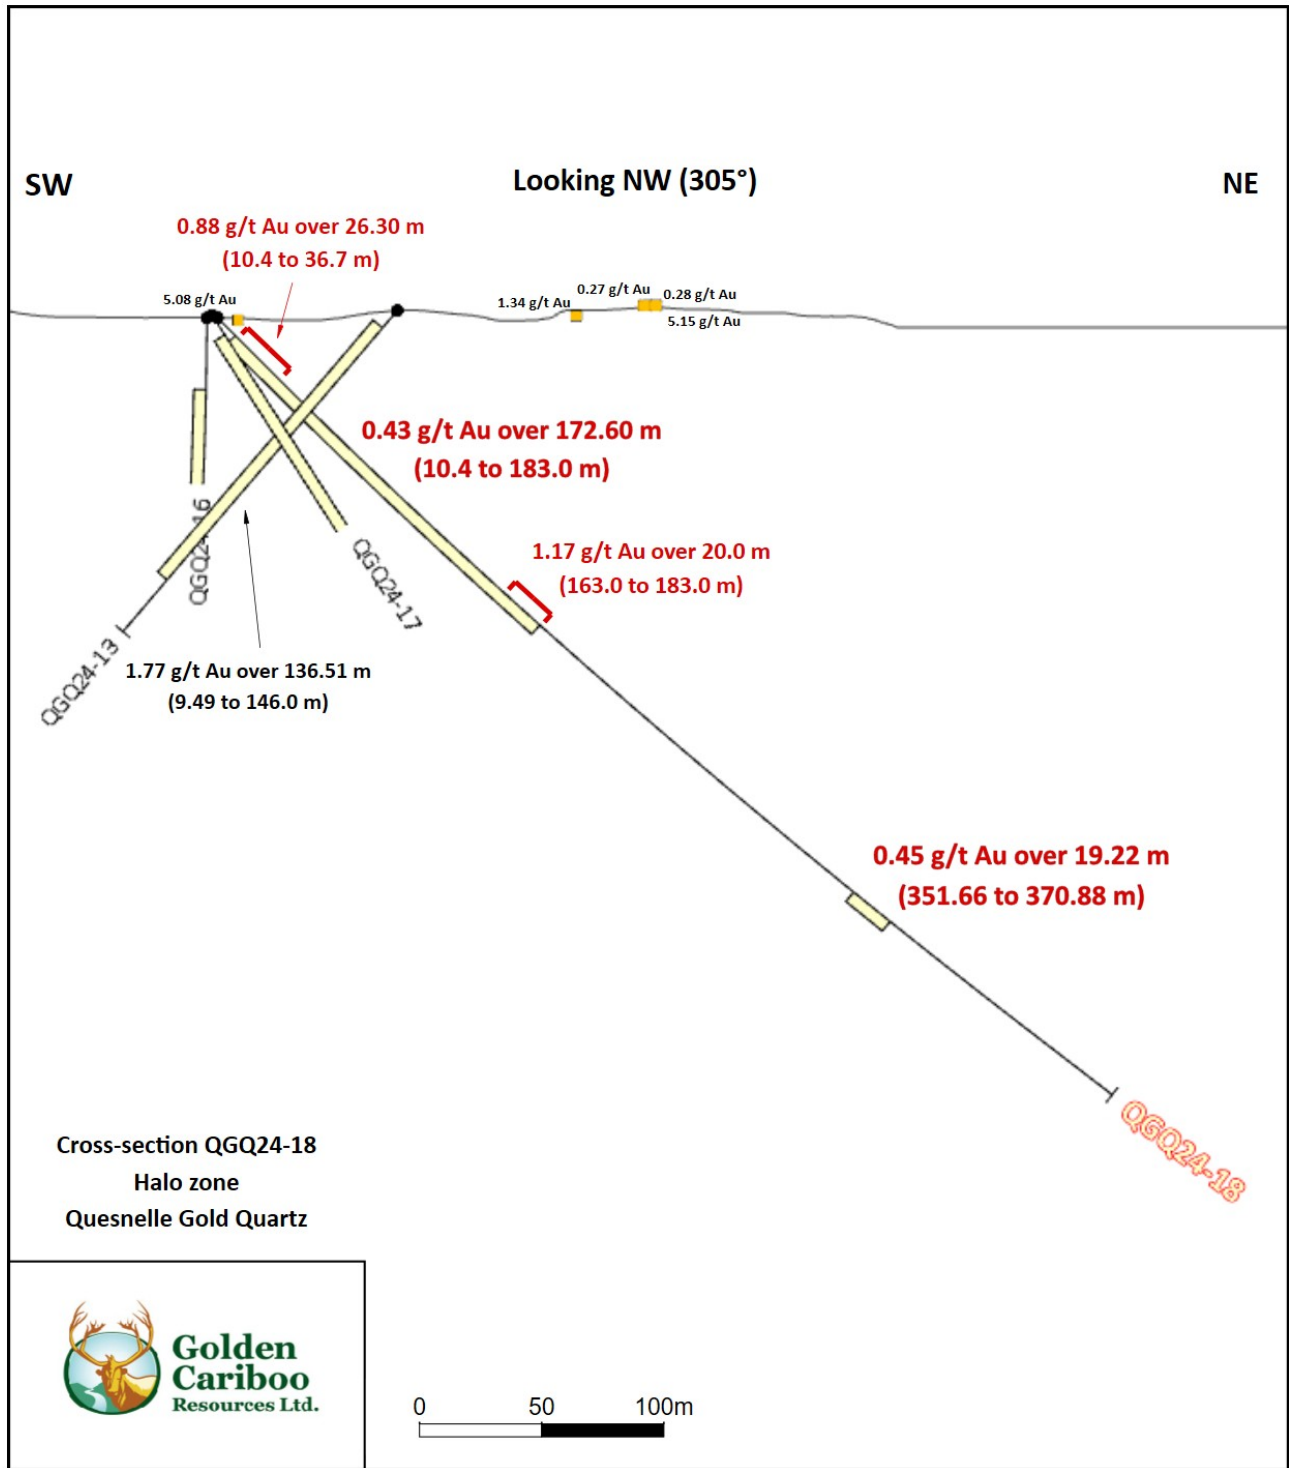 SW
Looking NW (305°)
NE
0.88 g/t Au over 26.30 m
(10.4 to 36.7 m)
5.08 g/t Au
1.34 g/t Au
0.27 g/t Au
0.28 g/t Au
5.15 g/t Au
0.43 g/t Au over 172.60 m
(10.4 to 183.0 m)
QGQ24-16
QGQ24-17
1.17 g/t Au over 20.0 m
(163.0 to 183.0 m)
QGQ24-13
1.77 g/t Au over 136.51 m
(9.49 to 146.0 m)
0.45 g/t Au over 19.22 m
(351.66 to 370.88 m)
QGQ24-18
Cross-section QGQ24-18
Halo zone
Quesnelle Gold Quartz
Golden
Cariboo
Resources Ltd.
0 50 100m